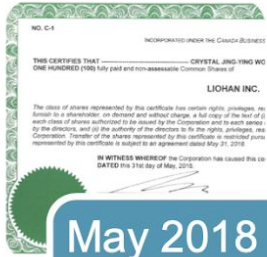 NO. C-1
INCORPORATED UNDER THE CANADA BUSINESS
THIS CERTIFIES THAT ---------- CRYSTAL JING-YING WO
ONE HUNDRED (100) fully paid and non-assessable Common Shares of
LIOHAN INC.
The class of shares represented by this certificate has certain rights, privileges, res
furnish to a shareholder, on demand and without charge, a full copy of the text of (i)
each class of shares authorized to be issued by the Corporation and to each series
by the directors, and (ii) the authority of the directors to fix the rights, privileges, res
Corporation. Transfer of the shares represented by this certificate is restricted pursu
represented by this certificate is subject to an agreement dated May 31, 2018.
IN WITNESS WHEREOF the Corporation has caused this ce
DATED this 31st day of May, 2018.
May 2018